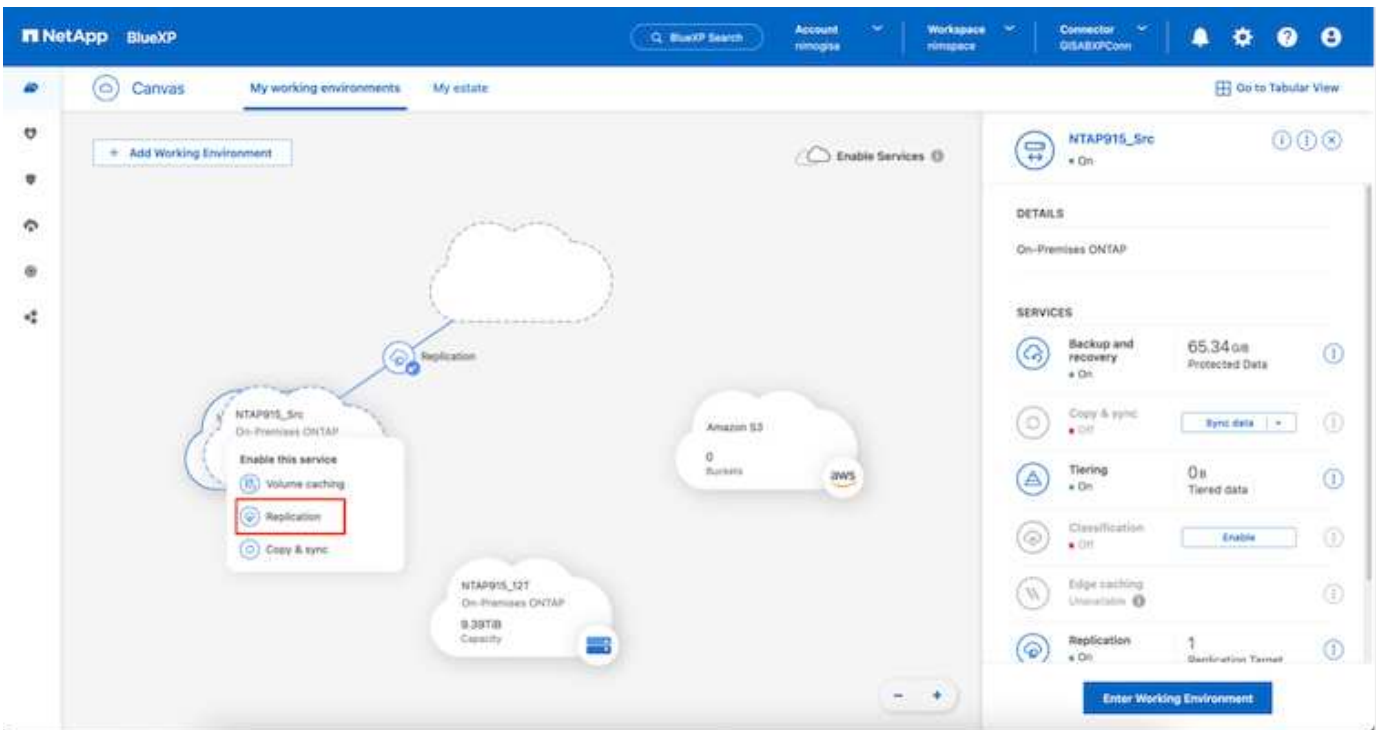 NetApp BlueXP
BlueXP Search
Account
nimogisa
Workspace
nimspace
Connector
GISABXPConn
Canvas
My working environments
My estate
Go to Tabular View
+ Add Working Environment
Enable Services
Replication
NTAP915_Src
On-Premises ONTAP
Enable this service
Volume caching
Replication
Copy & sync
Amazon S3
0
Buckets
aws
NTAP915_127
On-Premises ONTAP
9.39TiB
Capacity
- +
NTAP915_Src
On
DETAILS
On-Premises ONTAP
SERVICES
Backup and recovery
On
65.34 GiB
Protected Data
Copy & sync
Off
Sync data
Tiering
On
0 B
Tiered data
Classification
Off
Enable
Edge caching
Unavailable
Replication
On
1
Replication Target
Enter Working Environment